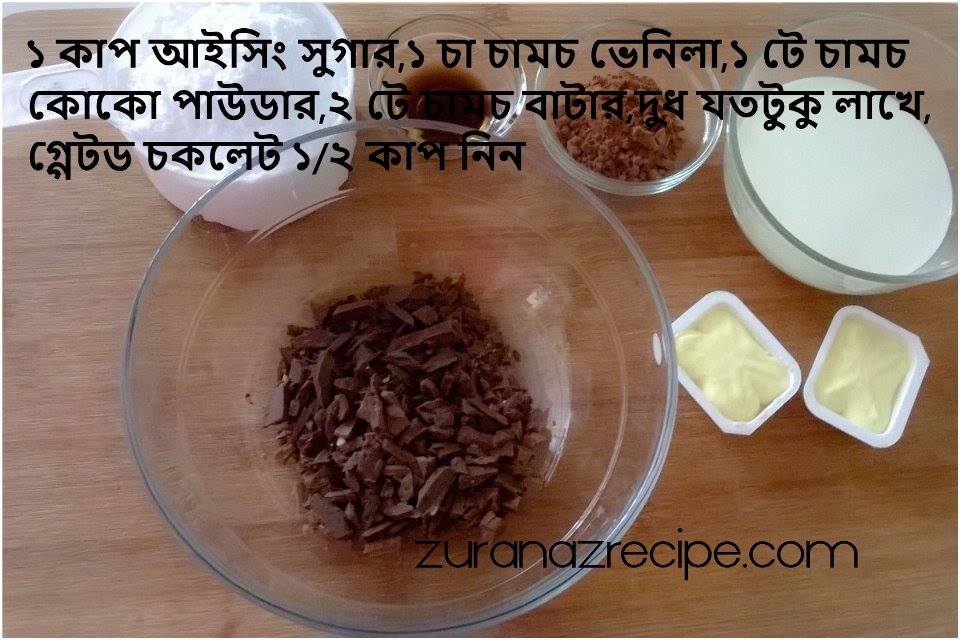 ১ কাপ আইসিং সুগার,১ চা চামচ ভেনিলা,১ টে চামচ
কোকো পাউডার,২ টে চামচ বাটার,দুধ যতটুকু লাখে,
গ্রেটড চকলেট ১/২ কাপ নিন
zuranazrecipe.com